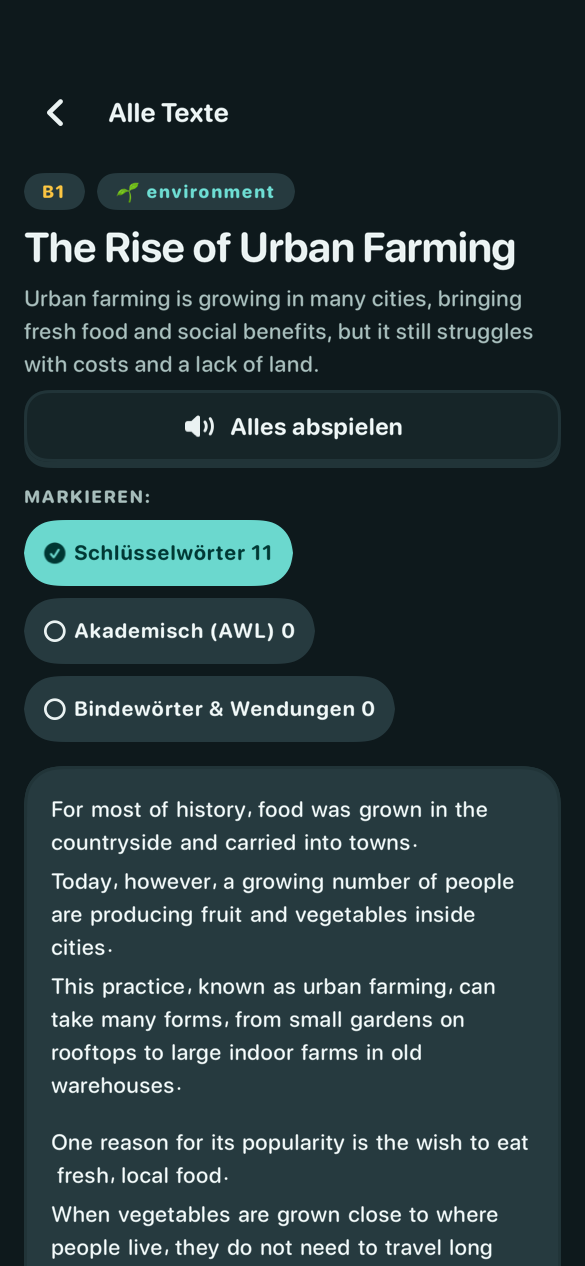 Alle Texte
B1
environment
The Rise of Urban Farming
Urban farming is growing in many cities, bringing
fresh food and social benefits, but it still struggles
with costs and a lack of land.
Alles abspielen
MARKIEREN:
Schlüsselwörter 11
Akademisch (AWL) 0
Bindewörter & Wendungen 0
For most of history, food was grown in the
countryside and carried into towns.
Today, however, a growing number of people
are producing fruit and vegetables inside
cities.
This practice, known as urban farming, can
take many forms, from small gardens on
rooftops to large indoor farms in old
warehouses.
One reason for its popularity is the wish to eat
fresh, local food.
When vegetables are grown close to where
people live, they do not need to travel long